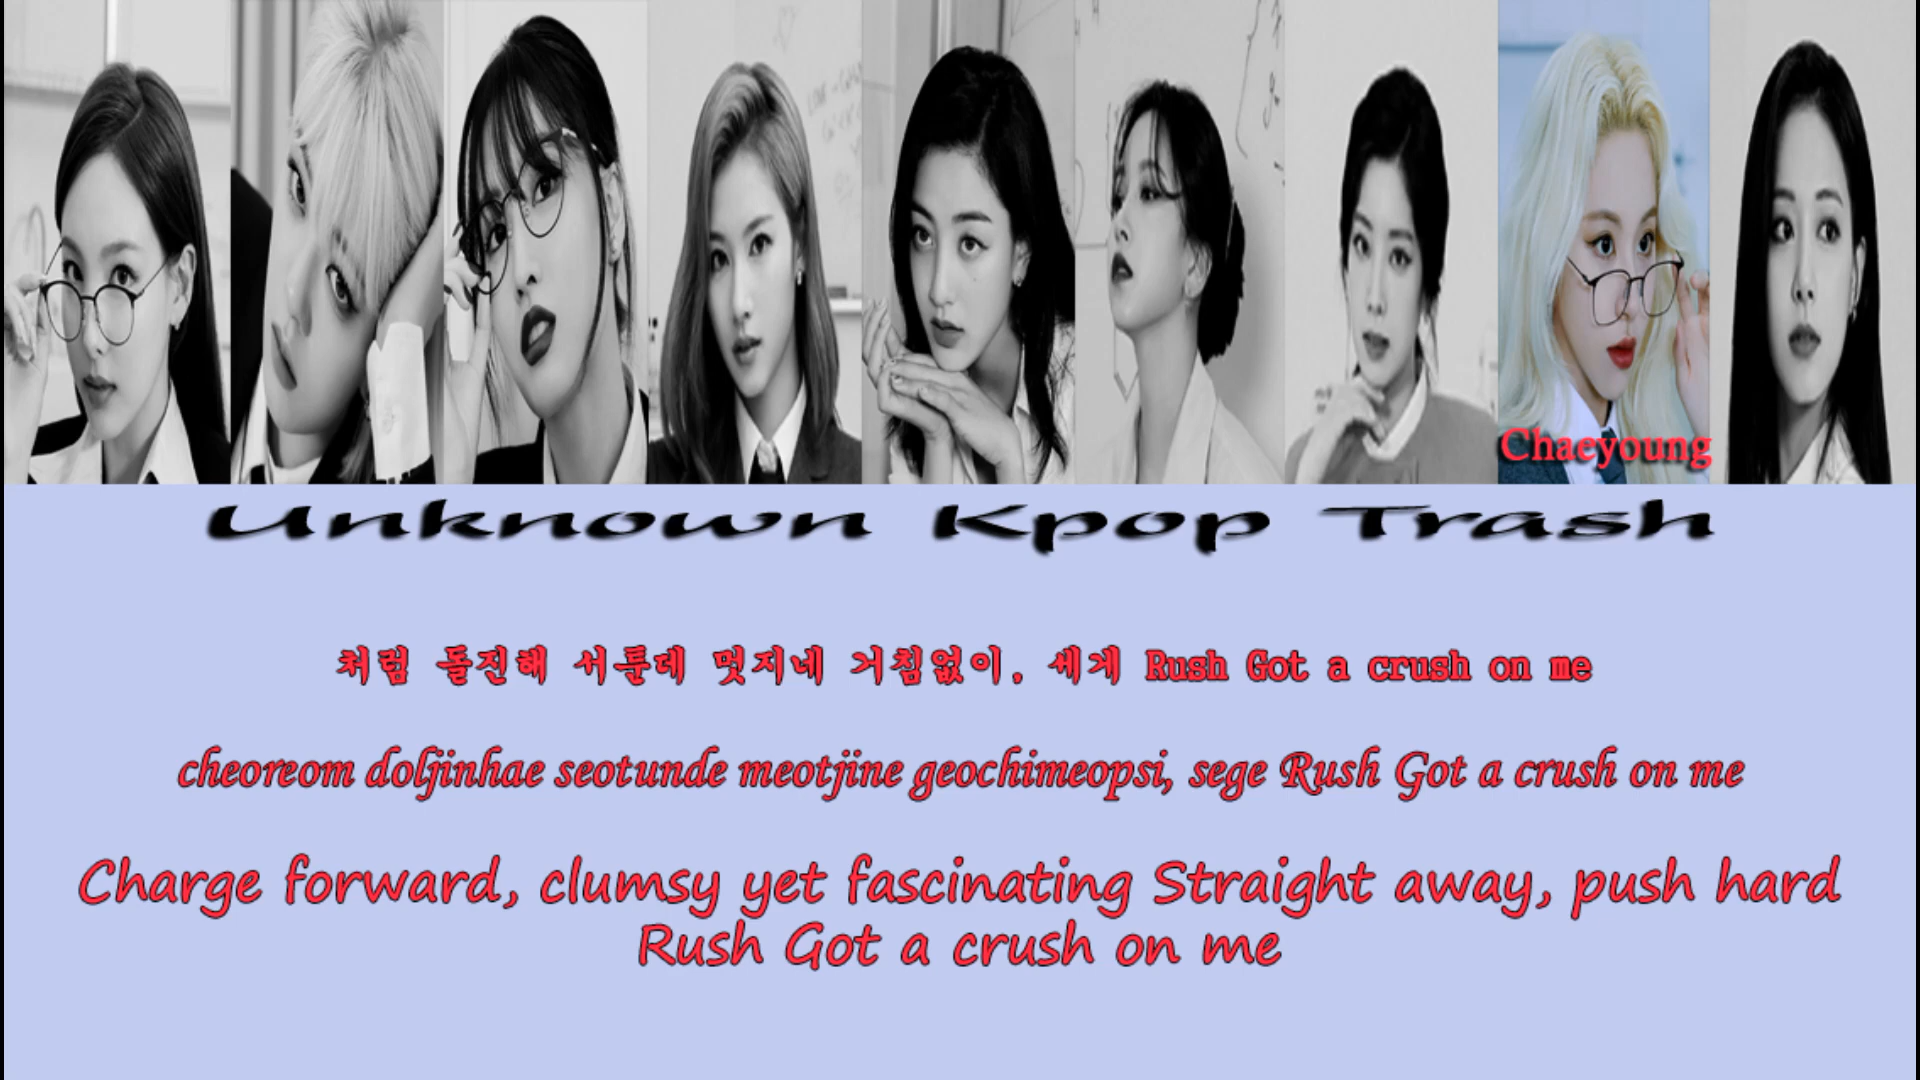 Chaeyoung
Unknown Kpop Trash
처럼 돌진해 서툰데 멋지네 거침없이, 세게 Rush Got a crush on me
cheoreom doljinhae seotunde meotjine geochimeopsi, sege Rush Got a crush on me
Charge forward, clumsy yet fascinating Straight away, push hard
Rush Got a crush on me